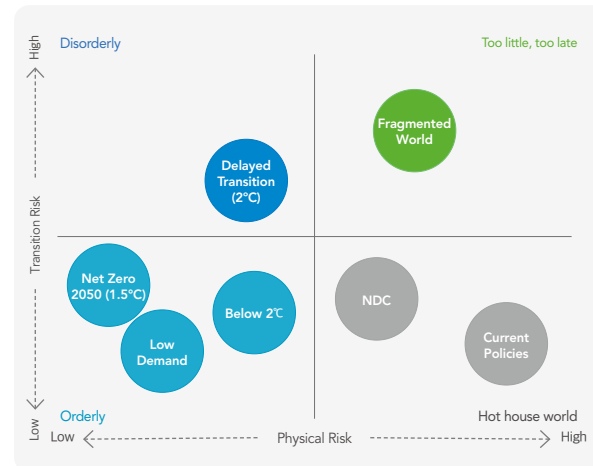 High
Disorderly
Too little, too late
Fragmented
World
Delayed
Transition
(2°C)
Transition Risk
Net Zero
2050 (1.5°C)
Below 2℃
NDC
Low
Demand
Current
Policies
Low
Orderly
Hot house world
Low
Physical Risk
High